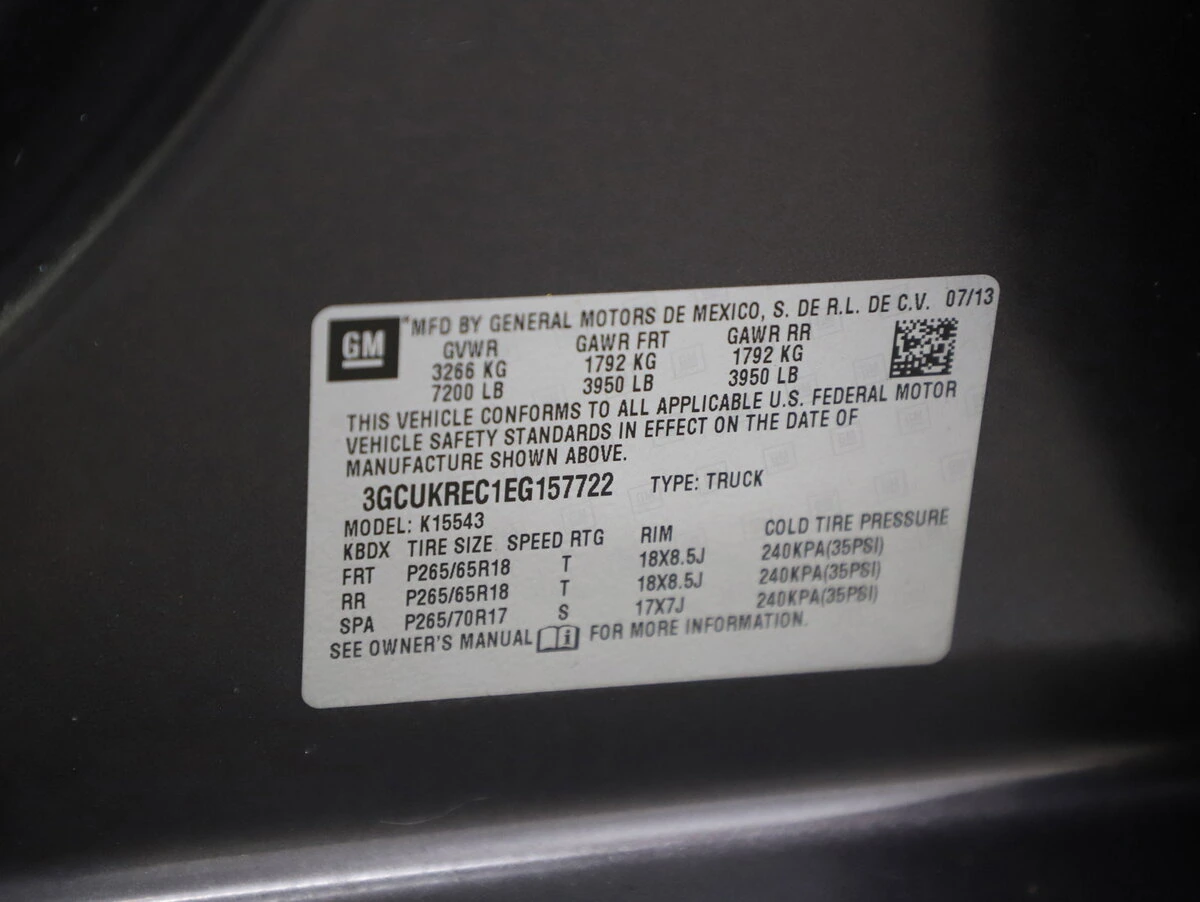 GM
*MFD BY GENERAL MOTORS DE MEXICO, S. DE R.L. DE C.V. 07/13
GVWR GAWR FRT GAWR RR
3266 KG 1792 KG 1792 KG
7200 LB 3950 LB 3950 LB
THIS VEHICLE CONFORMS TO ALL APPLICABLE U.S. FEDERAL MOTOR
VEHICLE SAFETY STANDARDS IN EFFECT ON THE DATE OF
MANUFACTURE SHOWN ABOVE.
3GCUKREC1EG157722 TYPE: TRUCK
MODEL: K15543
KBDX TIRE SIZE SPEED RTG RIM COLD TIRE PRESSURE
FRT P265/65R18 T 18X8.5J 240KPA(35PSI)
RR P265/65R18 T 18X8.5J 240KPA(35PSI)
SPA P265/70R17 S 17X7J 240KPA(35PSI)
SEE OWNER'S MANUAL i FOR MORE INFORMATION.